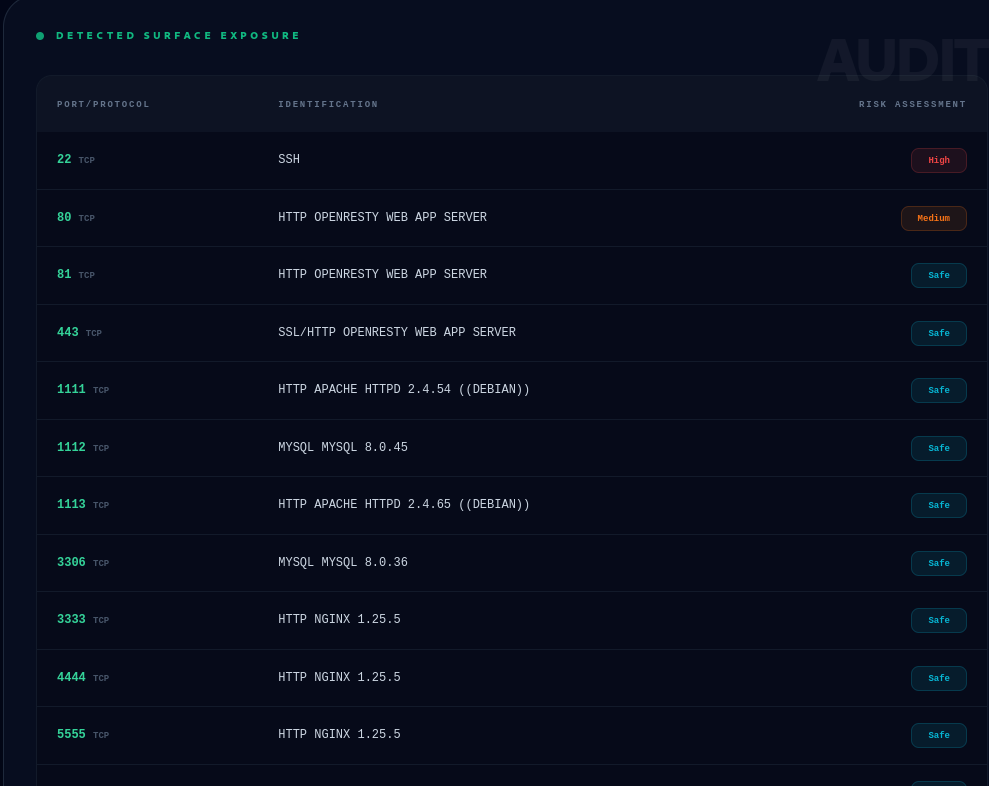 DETECTED SURFACE EXPOSURE
AUDIT
PORT/PROTOCOL IDENTIFICATION RISK ASSESSMENT
22 TCP SSH High
80 TCP HTTP OPENRESTY WEB APP SERVER Medium
81 TCP HTTP OPENRESTY WEB APP SERVER Safe
443 TCP SSL/HTTP OPENRESTY WEB APP SERVER Safe
1111 TCP HTTP APACHE HTTPD 2.4.54 ((DEBIAN)) Safe
1112 TCP MYSQL MYSQL 8.0.45 Safe
1113 TCP HTTP APACHE HTTPD 2.4.65 ((DEBIAN)) Safe
3306 TCP MYSQL MYSQL 8.0.36 Safe
3333 TCP HTTP NGINX 1.25.5 Safe
4444 TCP HTTP NGINX 1.25.5 Safe
5555 TCP HTTP NGINX 1.25.5 Safe